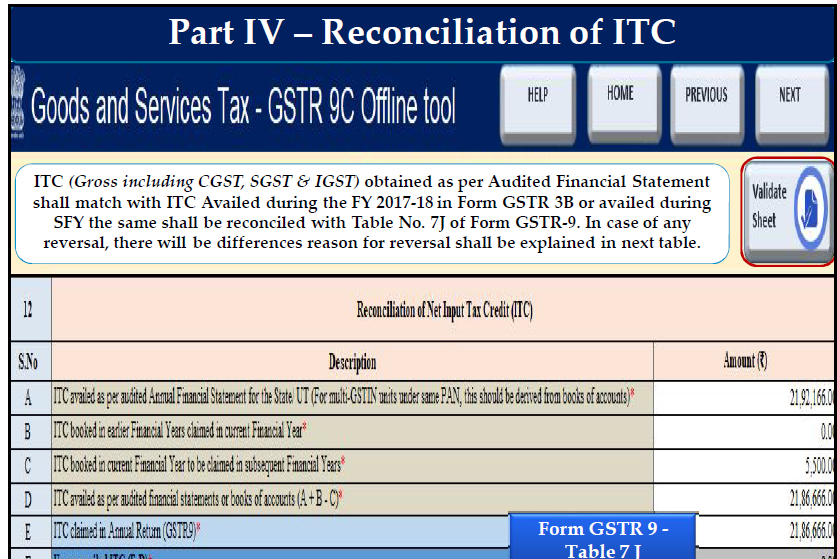 Part IV – Reconciliation of ITC
Goods and Services Tax - GSTR 9C Offline tool
HELP
HOME
PREVIOUS
NEXT
ITC (Gross including CGST, SGST & IGST) obtained as per Audited Financial Statement
shall match with ITC Availed during the FY 2017-18 in Form GSTR 3B or availed during
SFY the same shall be reconciled with Table No. 7J of Form GSTR-9. In case of any
reversal, there will be differences reason for reversal shall be explained in next table.
Validate
Sheet
12 Reconciliation of Net Input Tax Credit (ITC)
S.No Description Amount (₹)
A ITC availed as per audited Annual Financial Statement for the State/ UT (For multi-GSTIN units under same PAN, this should be derived from books of accounts)* 21,92,166.0
B ITC booked in earlier Financial Years claimed in current Financial Year* 0.0
C ITC booked in current Financial Year to be claimed in subsequent Financial Years* 5,500.0
D ITC availed as per audited financial statements or books of accounts (A + B - C)* 21,86,666.0
E ITC claimed in Annual Return (GSTR9)* 21,86,666.0
Form GSTR 9 -
Table 7 J